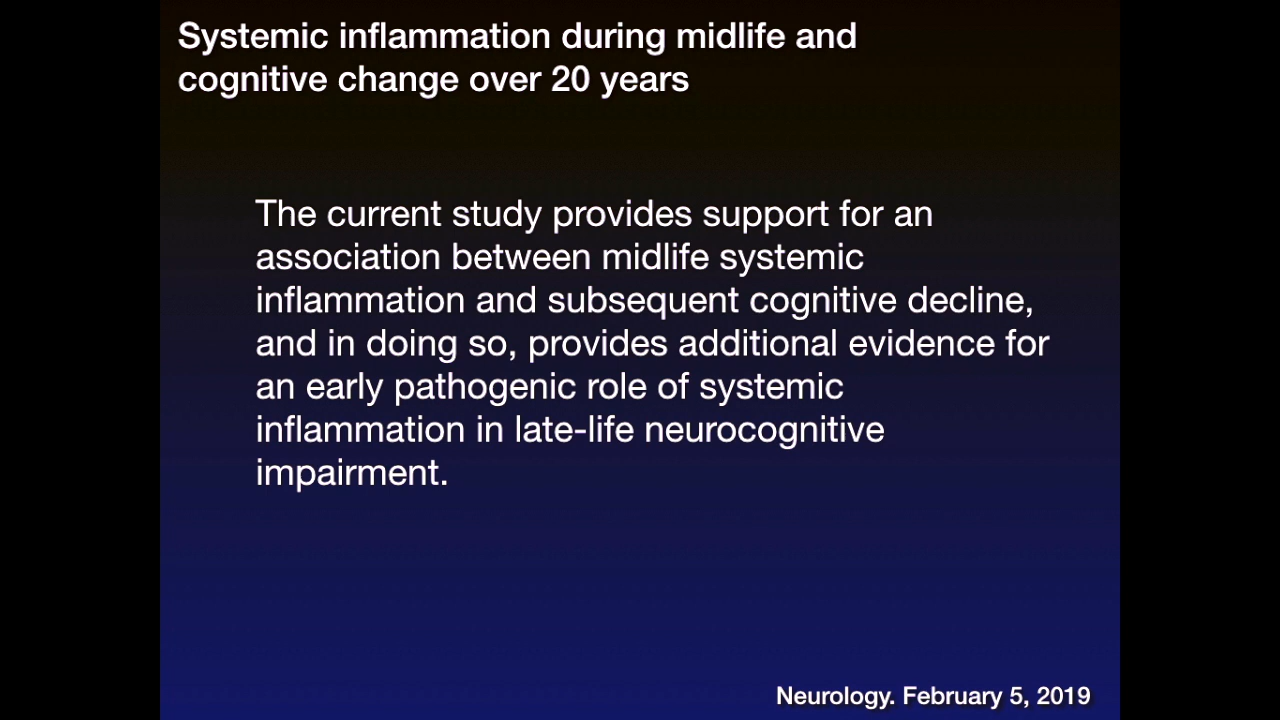 Systemic inflammation during midlife and
cognitive change over 20 years
The current study provides support for an
association between midlife systemic
inflammation and subsequent cognitive decline,
and in doing so, provides additional evidence for
an early pathogenic role of systemic
inflammation in late-life neurocognitive
impairment.
Neurology. February 5, 2019